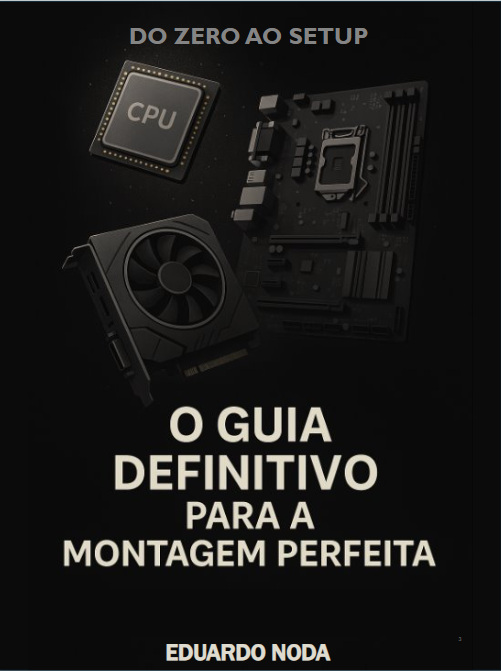 DO ZERO AO SETUP
CPU
O GUIA
DEFINITIVO
PARA A
MONTAGEM PERFEITA
EDUARDO NODA